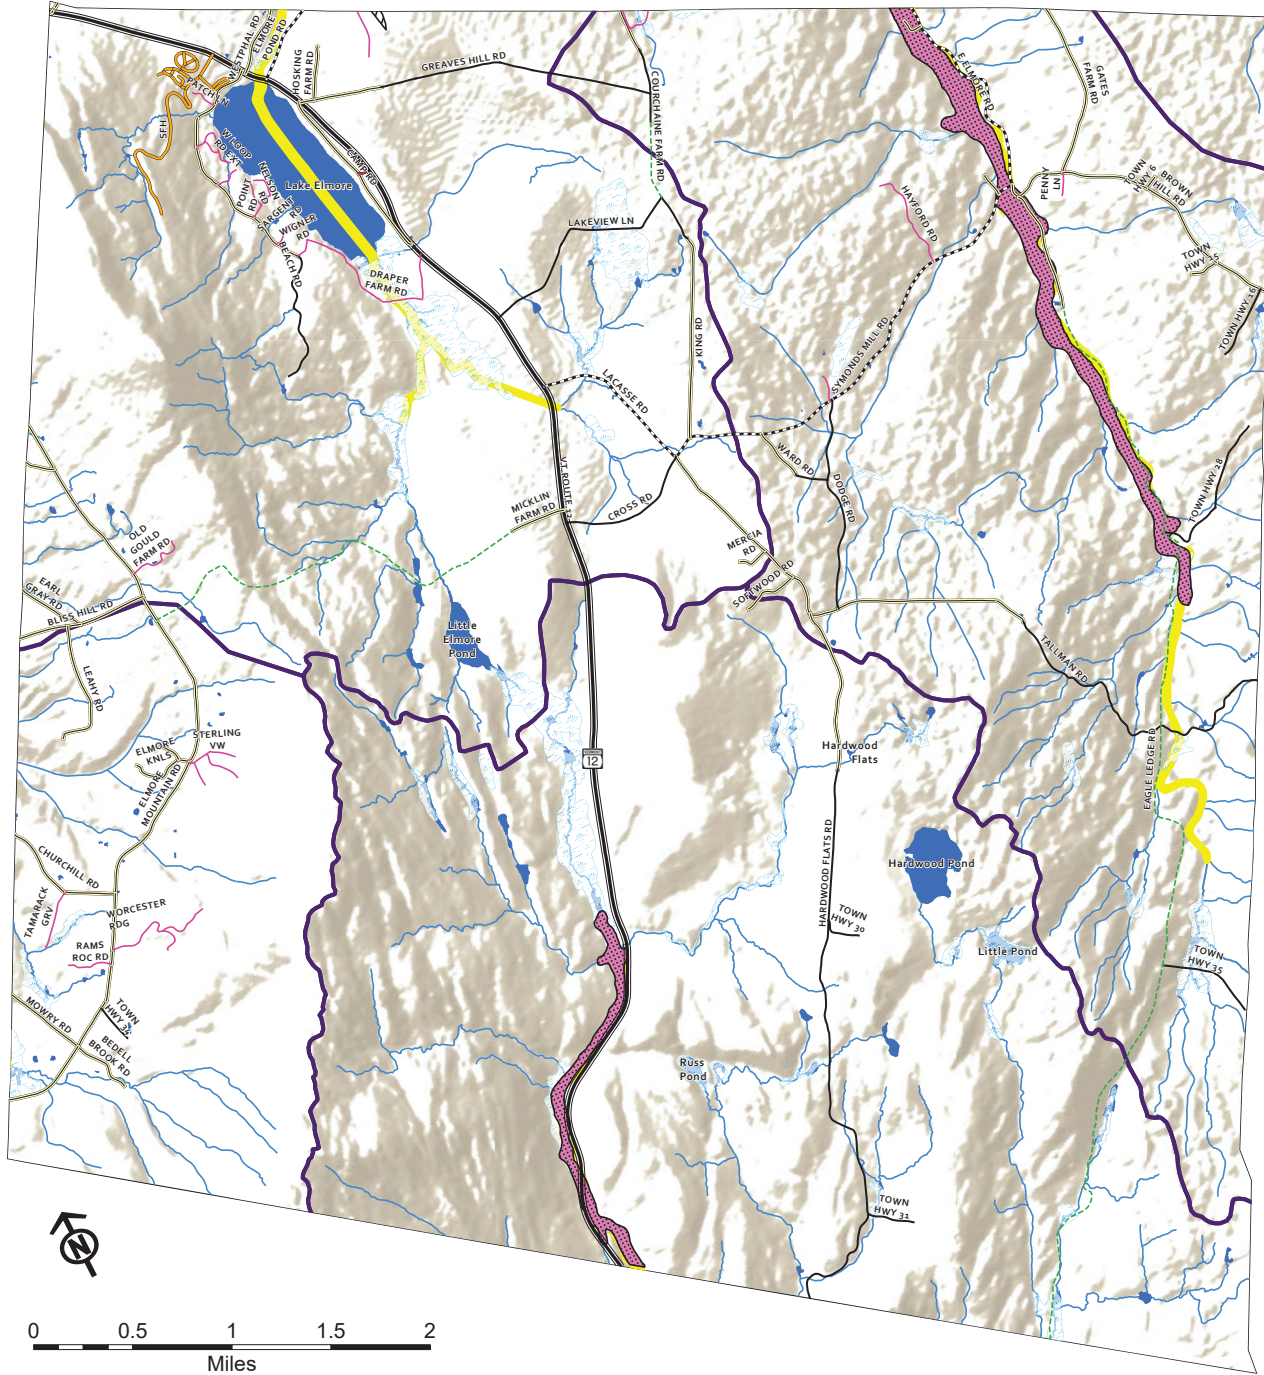 WESTPHAL RD
ELMORE
POND RD
HOSKING
FARM RD
GREAVES HILL RD
COURCHAINE FARM RD
E ELMORE RD
GATES
FARM RD
PATCH LN
SFH
W LOOP
RD EXT
NELSON
RD
POINT
RD
SARGENT
RD
WIGNER
RD
BEACH RD
Lake Elmore
CAMP RD
DRAPER
FARM RD
LAKEVIEW LN
HAYFORD RD
PENNY
LN
TOWN
HWY 6
BROWN
HILL RD
TOWN
HWY 15
TOWN HWY 16
KING RD
SYMONDS MILL RD
LACASSE RD
WARD RD
DODGE RD
TOWN HWY 28
VT ROUTE 12
MICKLIN
FARM RD
CROSS RD
MERCIA
RD
SOFTWOOD RD
OLD
GOULD
FARM RD
EARL
GRAY RD
BLISS HILL RD
LEAHY RD
Little
Elmore
Pond
TALLMAN RD
EAGLE LEDGE RD
ELMORE
KNLS
STERLING
VW
ELMORE
MOUNTAIN RD
VERMONT
12
Hardwood
Flats
HARDWOOD FLATS RD
Hardwood Pond
CHURCHILL RD
TAMARACK
GRV
WORCESTER
RDG
RAMS
ROC RD
TOWN
HWY 30
Little Pond
TOWN
HWY 35
MOWRY RD
TOWN
HWY 34
BEDELL
BROOK RD
Russ
Pond
TOWN
HWY 31
N
0 0.5 1 1.5 2
Miles